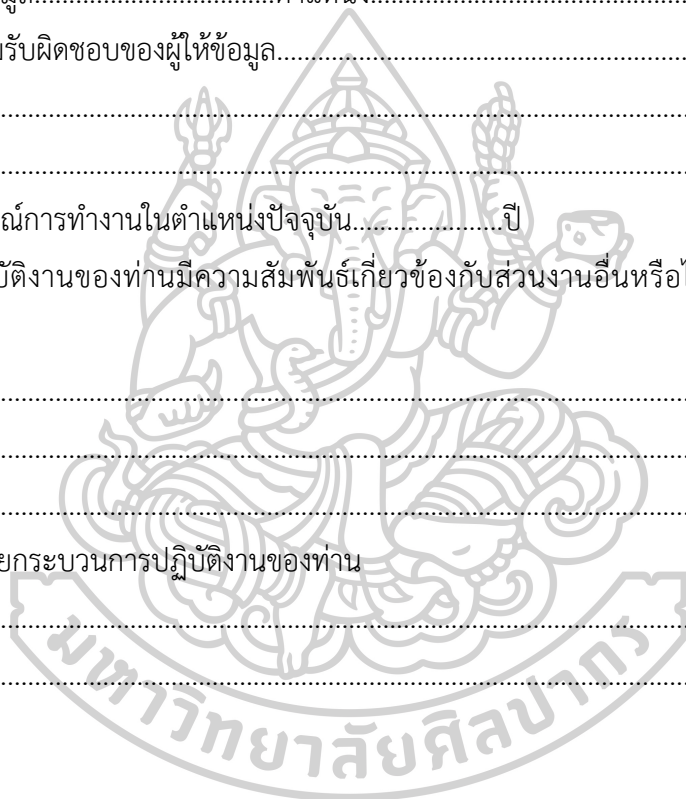 มูล........................................ตำแหน่ง......................................................
มรับผิดชอบของผู้ให้ข้อมูล.....................................................................
..........................................................................................................
..........................................................................................................
ณ์การทำงานในตำแหน่งปัจจุบัน......................ปี
บัติงานของท่านมีความสัมพันธ์เกี่ยวข้องกับส่วนงานอื่นหรือไ
..........................................................................................................
..........................................................................................................
..........................................................................................................
ยกระบวนการปฏิบัติงานของท่าน
..........................................................................................................
..........................................................................................................
มหาวิทยาลัยศิลปากร